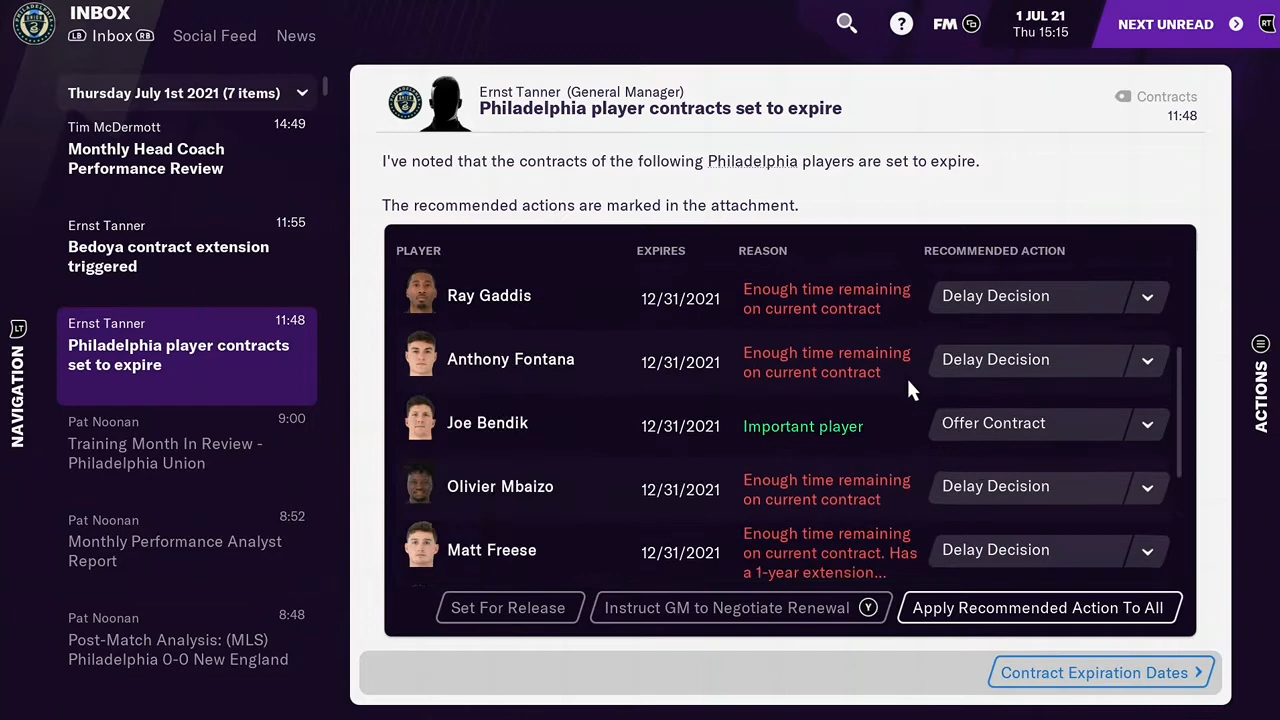 INBOX
LB Inbox RB
Social Feed
News
?
FM
1 JUL 21
Thu 15:15
NEXT UNREAD
RT
Thursday July 1st 2021 (7 items)
Tim McDermott
14:49
Monthly Head Coach
Performance Review
Ernst Tanner
11:55
Bedoya contract extension
triggered
Ernst Tanner
11:48
Philadelphia player contracts
set to expire
Pat Noonan
9:00
Training Month In Review -
Philadelphia Union
Pat Noonan
8:52
Monthly Performance Analyst
Report
Pat Noonan
8:48
Post-Match Analysis: (MLS)
Philadelphia 0-0 New England
LT
NAVIGATION
Ernst Tanner (General Manager)
Philadelphia player contracts set to expire
Contracts
11:48
I've noted that the contracts of the following Philadelphia players are set to expire.
The recommended actions are marked in the attachment.
PLAYER
EXPIRES
REASON
RECOMMENDED ACTION
Ray Gaddis
12/31/2021
Enough time remaining
on current contract
Delay Decision
Anthony Fontana
12/31/2021
Enough time remaining
on current contract
Delay Decision
Joe Bendik
12/31/2021
Important player
Offer Contract
Olivier Mbaizo
12/31/2021
Enough time remaining
on current contract
Delay Decision
Matt Freese
12/31/2021
Enough time remaining
on current contract. Has
a 1-year extension...
Delay Decision
Set For Release
Instruct GM to Negotiate Renewal Y
Apply Recommended Action To All
Contract Expiration Dates
ACTIONS